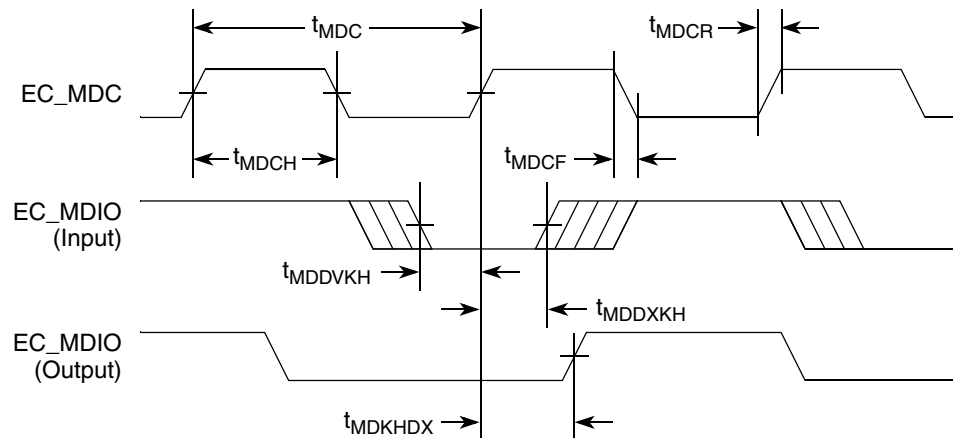 tMDC
tMDCR
EC_MDC
tMDCH
tMDCF
EC_MDIO
(Input)
tMDDVKH
tMDDXKH
EC_MDIO
(Output)
tMDKHDX